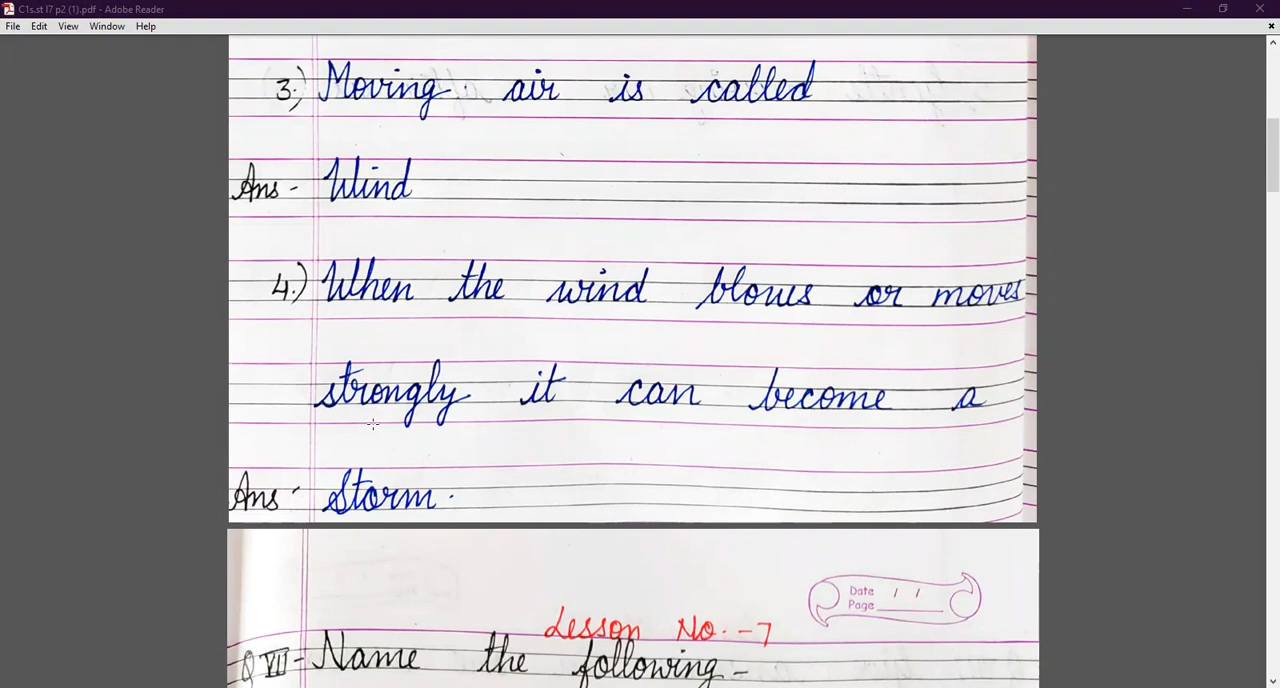 C1s.st l7 p2 (1).pdf - Adobe Reader
File Edit View Window Help
3.) Moving air is called
Ans - Wind
4.) When the wind blows or moves
strongly it can become a
Ans - Storm.
Date / /
Page
Lesson No. - 7
Q VII - Name the following -